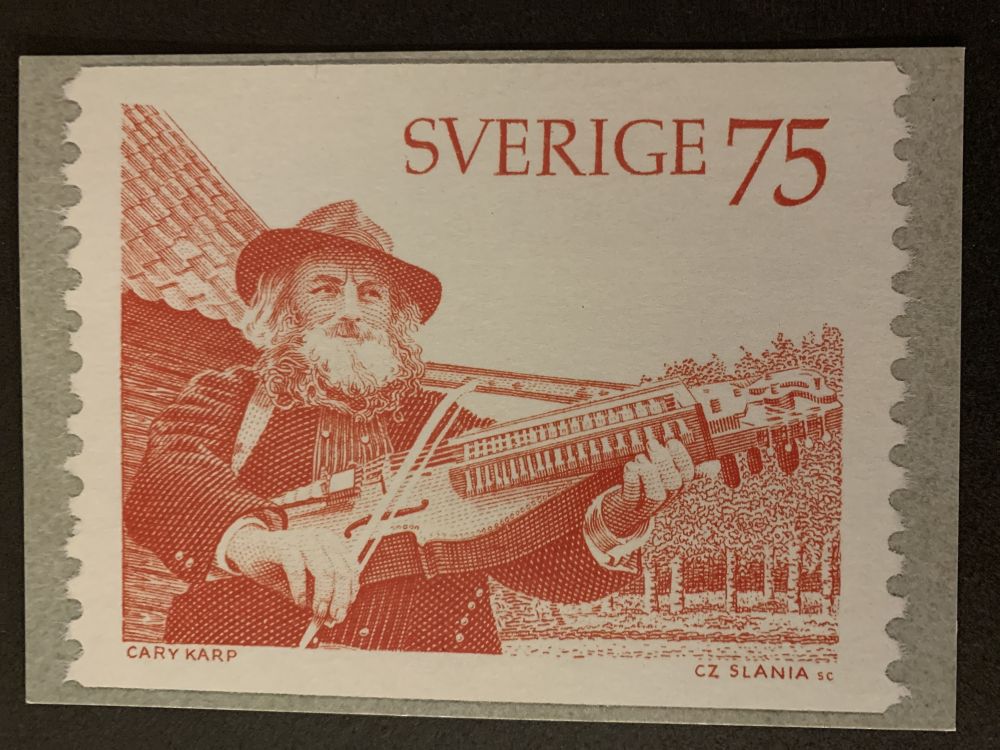 SVERIGE 75
CARY KARP
CZ SLANIA SC